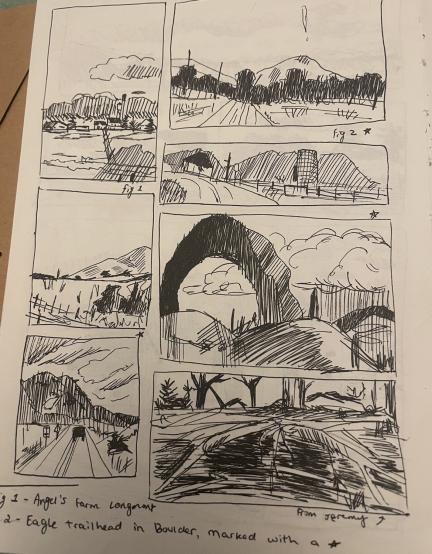 fig 2 ★
fig 1
★
★
From Jeremy
g 1 - Angel's Farm Longmont
2 - Eagle trailhead in Boulder, marked with a ★